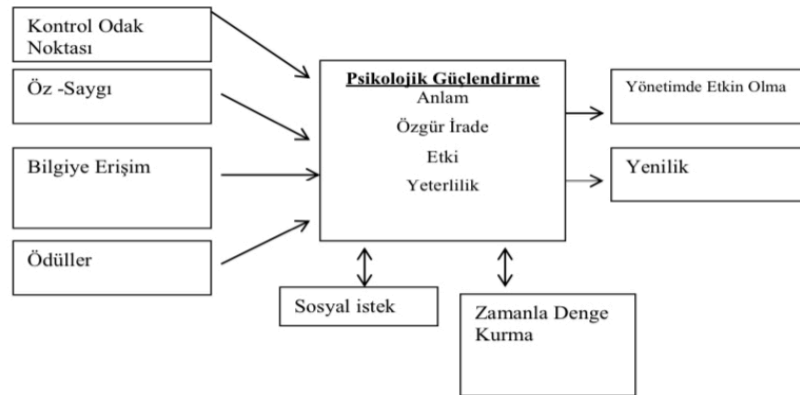 Kontrol Odak
Noktası
Öz -Saygı
Bilgiye Erişim
Ödüller
Psikolojik Güçlendirme
Anlam
Özgür İrade
Etki
Yeterlilik
Yönetimde Etkin Olma
Yenilik
Sosyal istek
Zamanla Denge
Kurma